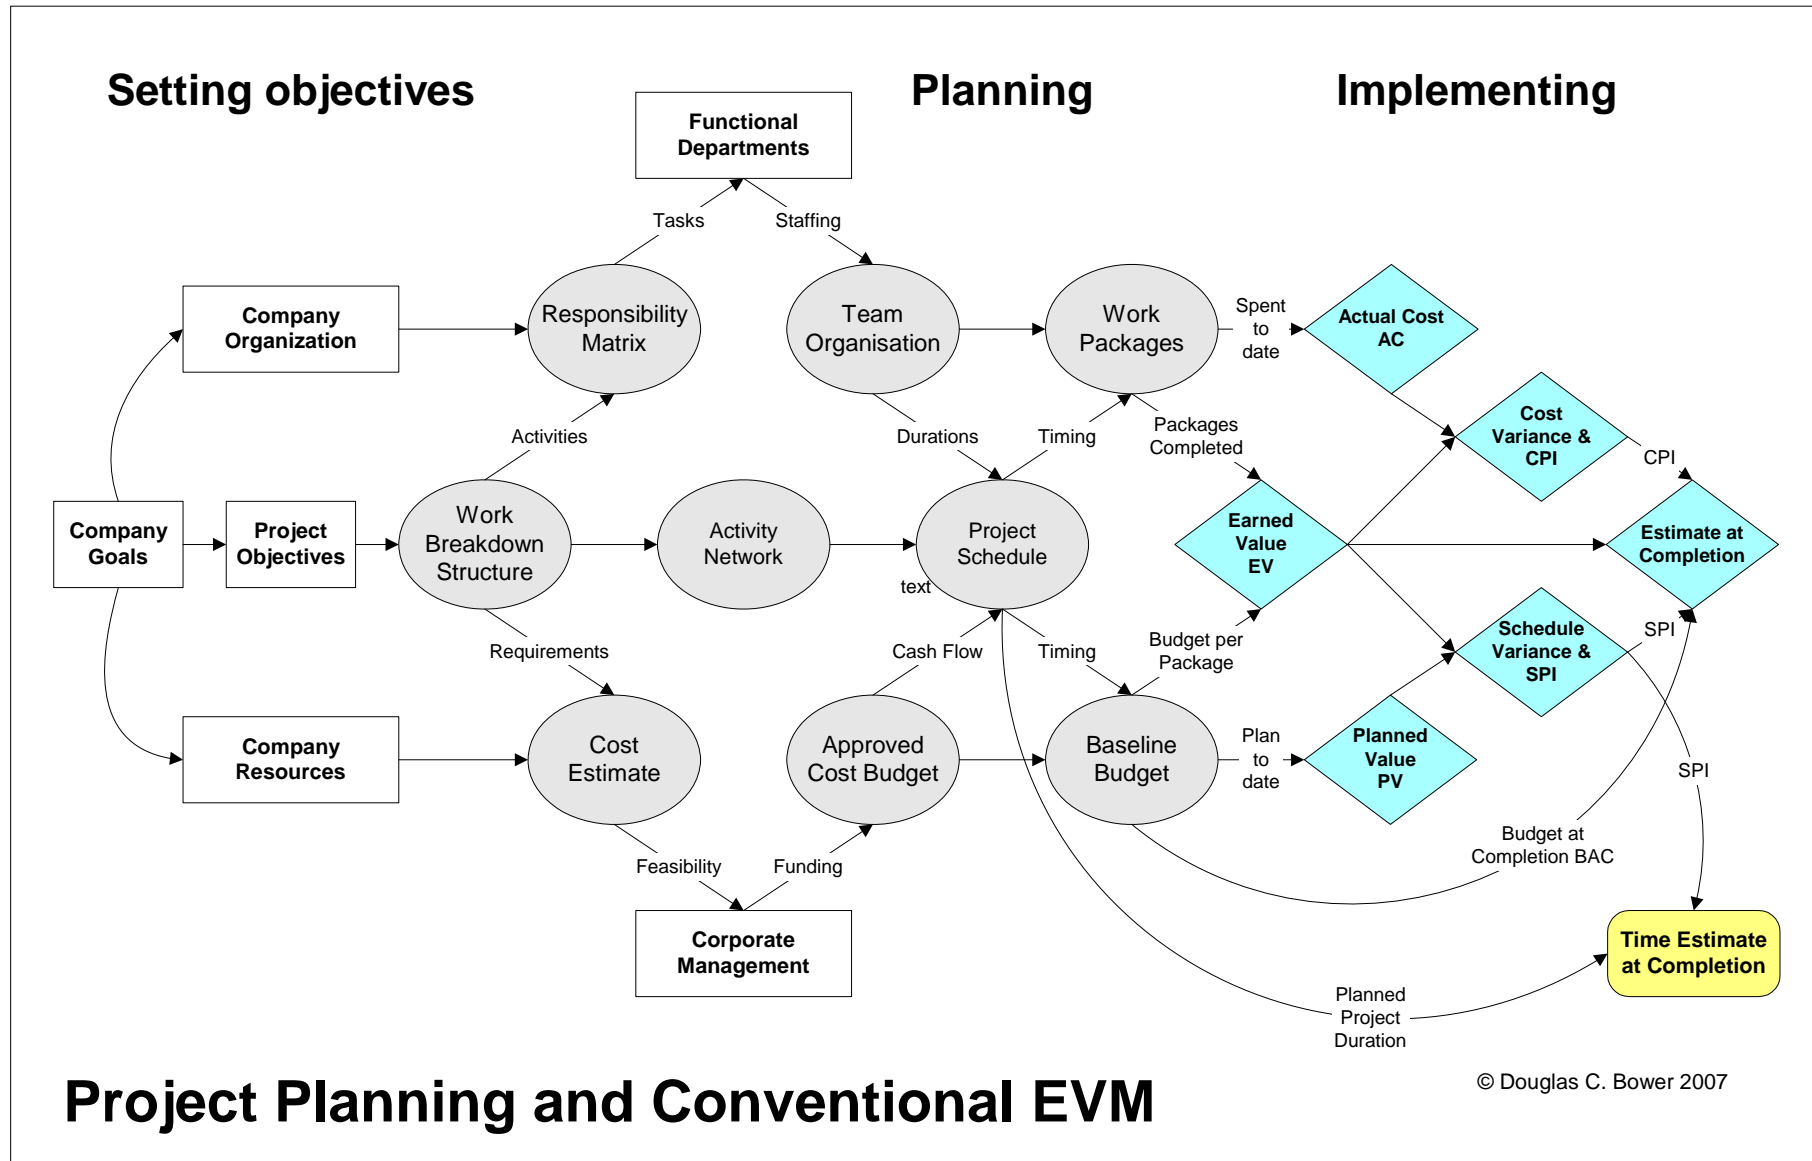 Setting objectives
Planning
Implementing
Functional
Departments
Tasks
Staffing
Company
Organization
Responsibility
Matrix
Team
Organisation
Work
Packages
Spent
to
date
Actual Cost
AC
Activities
Durations
Timing
Packages
Completed
Cost
Variance &
CPI
CPI
Company
Goals
Project
Objectives
Work
Breakdown
Structure
Activity
Network
Project
Schedule
text
Earned
Value
EV
Estimate at
Completion
Requirements
Cash Flow
Timing
Budget per
Package
Schedule
Variance &
SPI
SPI
Company
Resources
Cost
Estimate
Approved
Cost Budget
Baseline
Budget
Plan
to
date
Planned
Value
PV
SPI
Feasibility
Funding
Budget at
Completion BAC
Corporate
Management
Time Estimate
at Completion
Planned
Project
Duration
Project Planning and Conventional EVM
© Douglas C. Bower 2007